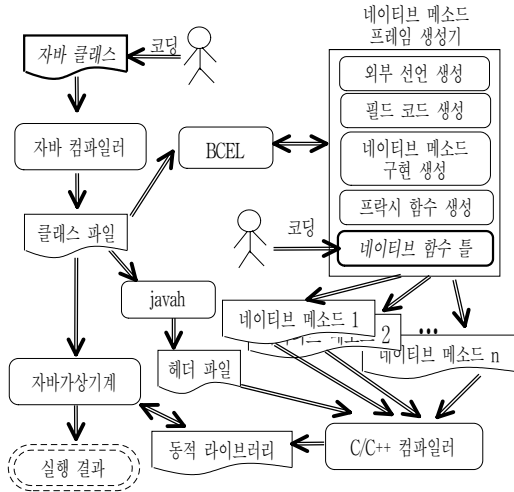 네이티브 메소드
프레임 생성기
자바 클래스
코딩
외부 선언 생성
필드 코드 생성
자바 컴파일러
BCEL
네이티브 메소드
구현 생성
프락시 함수 생성
클래스 파일
코딩
네이티브 함수 틀
javah
네이티브 메소드 1
2
...
네이티브 메소드 n
헤더 파일
자바가상기계
동적 라이브러리
C/C++ 컴파일러
실행 결과